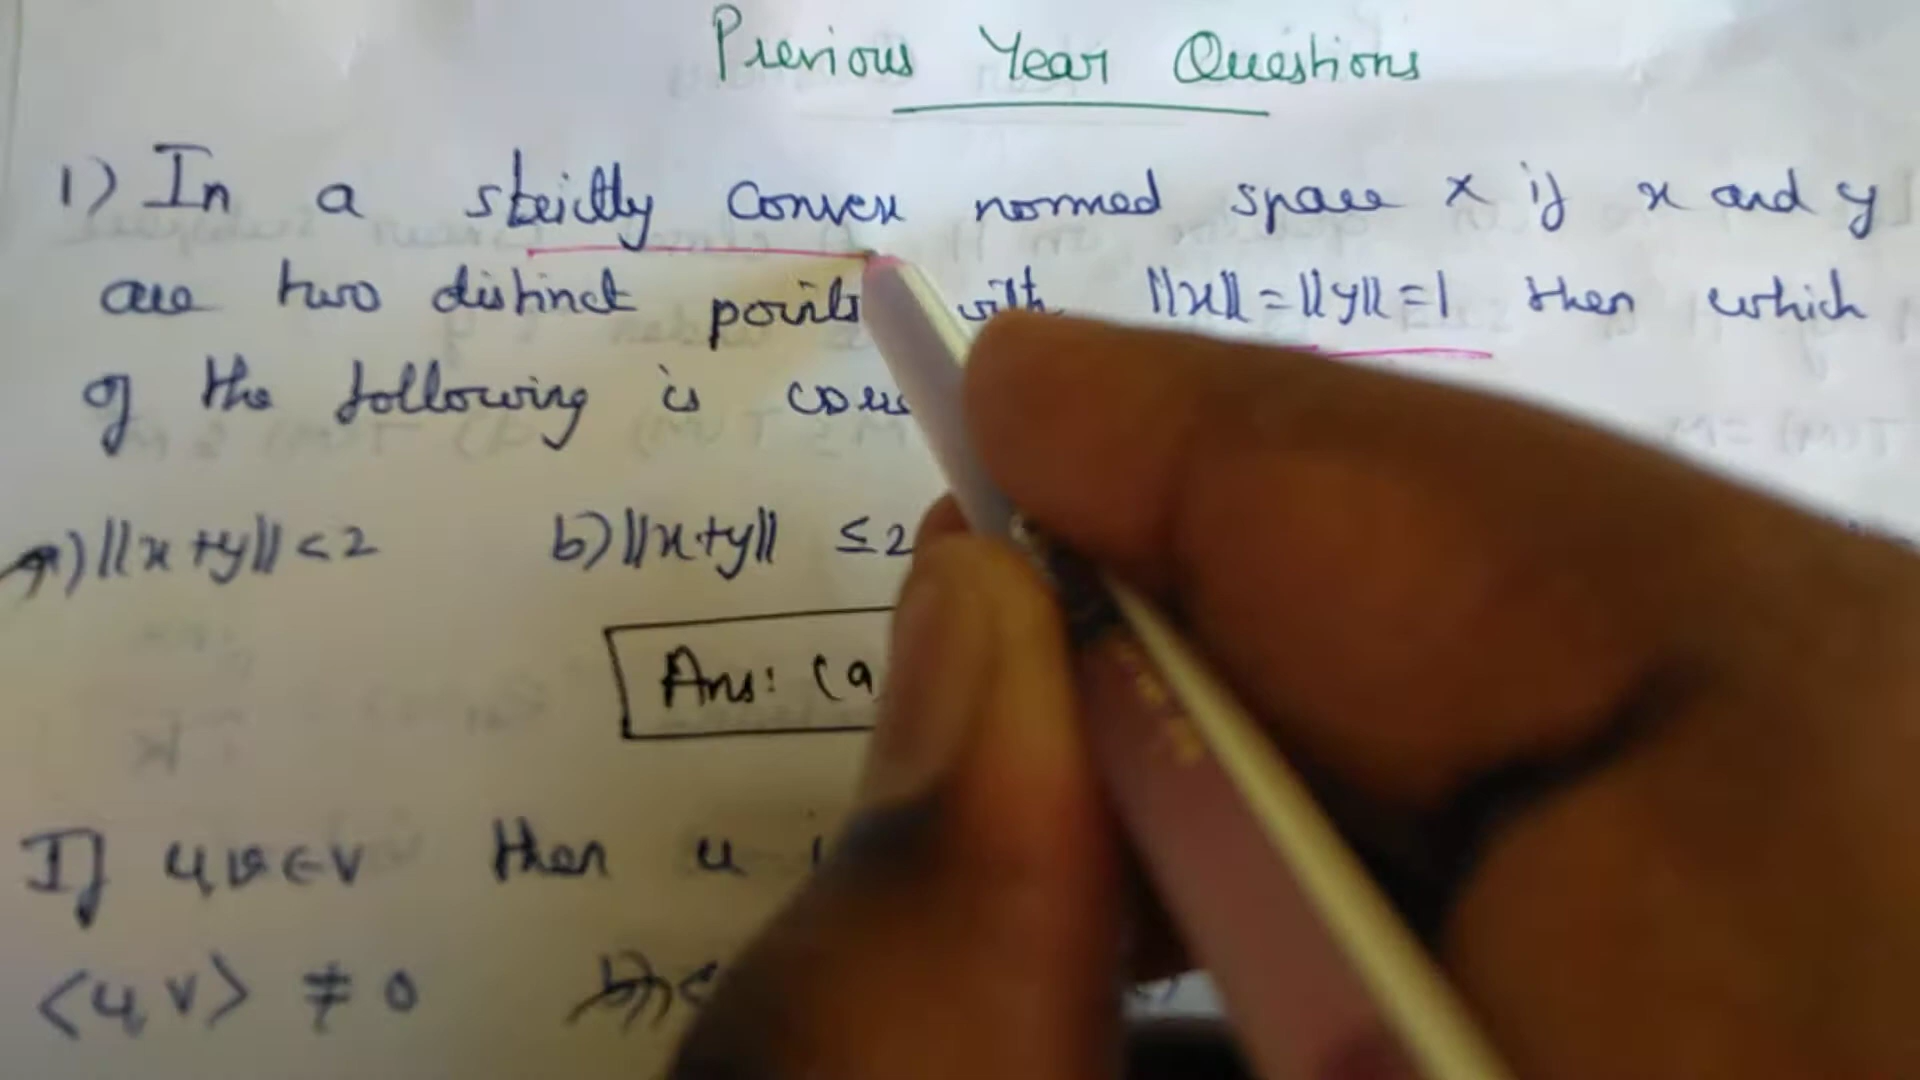 Previous Year Questions
1) In a strictly convex normed space X if x and y
are two distinct points with ||x|| = ||y|| = 1 then which
of the following is
a) ||x+y|| < 2 b) ||x+y|| ≤ 2
Ans: (a)
If u, v ∈ V then u
<u, v> ≠ 0 b) <